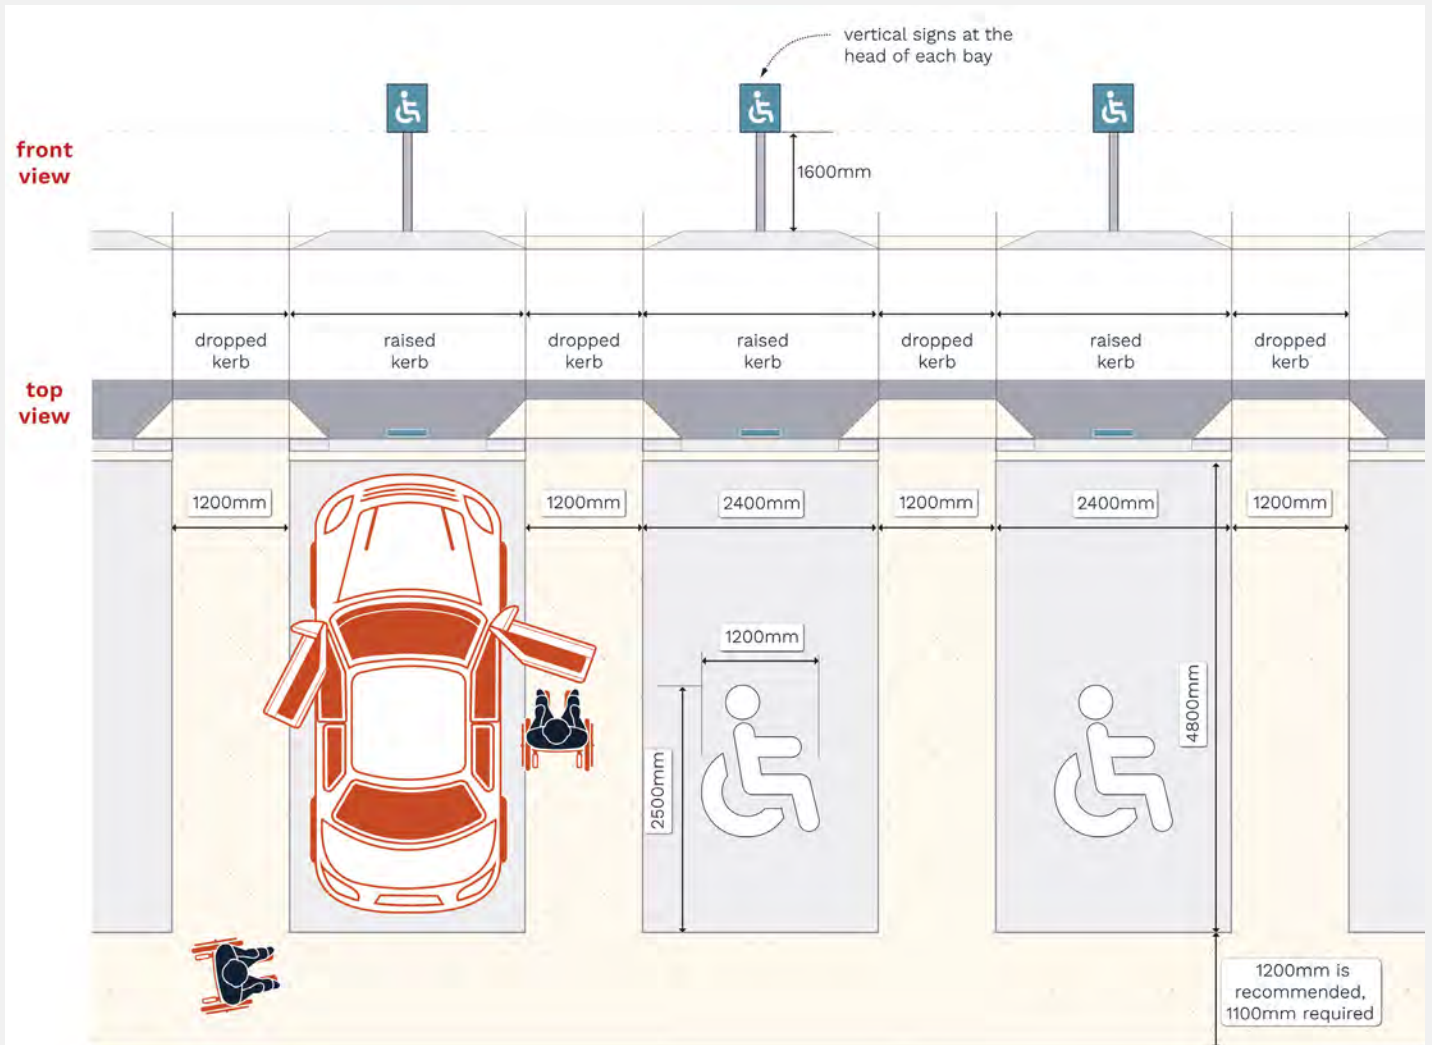 vertical signs at the
head of each bay
front
view
1600mm
dropped
kerb
raised
kerb
dropped
kerb
raised
kerb
dropped
kerb
raised
kerb
dropped
kerb
top
view
1200mm
1200mm
2400mm
1200mm
2400mm
1200mm
1200mm
4800mm
2500mm
1200mm is
recommended,
1100mm required